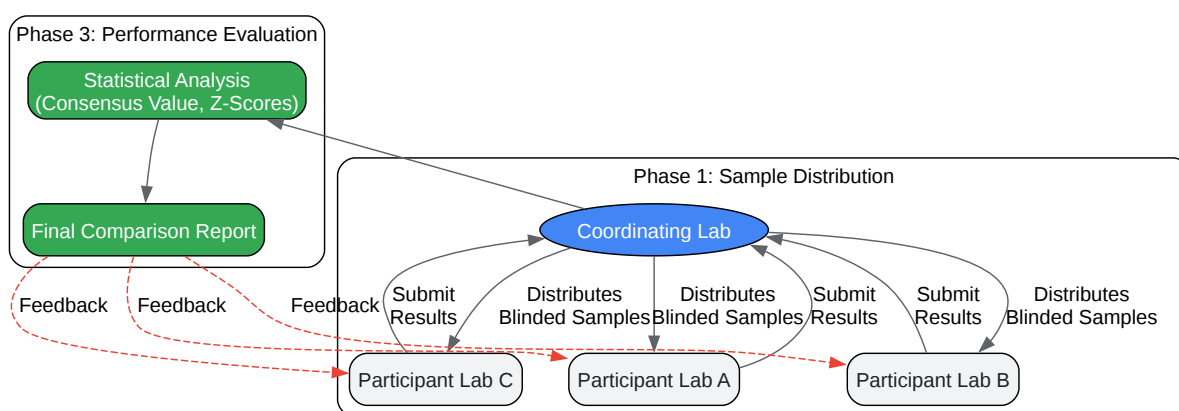 Phase 3: Performance Evaluation
Statistical Analysis
(Consensus Value, Z-Scores)
Final Comparison Report
Phase 1: Sample Distribution
Coordinating Lab
Feedback
Feedback
Feedback
Submit
Results
Distributes
Blinded Samples
Distributes
Blinded Samples
Submit
Results
Submit
Results
Distributes
Blinded Samples
Participant Lab C
Participant Lab A
Participant Lab B